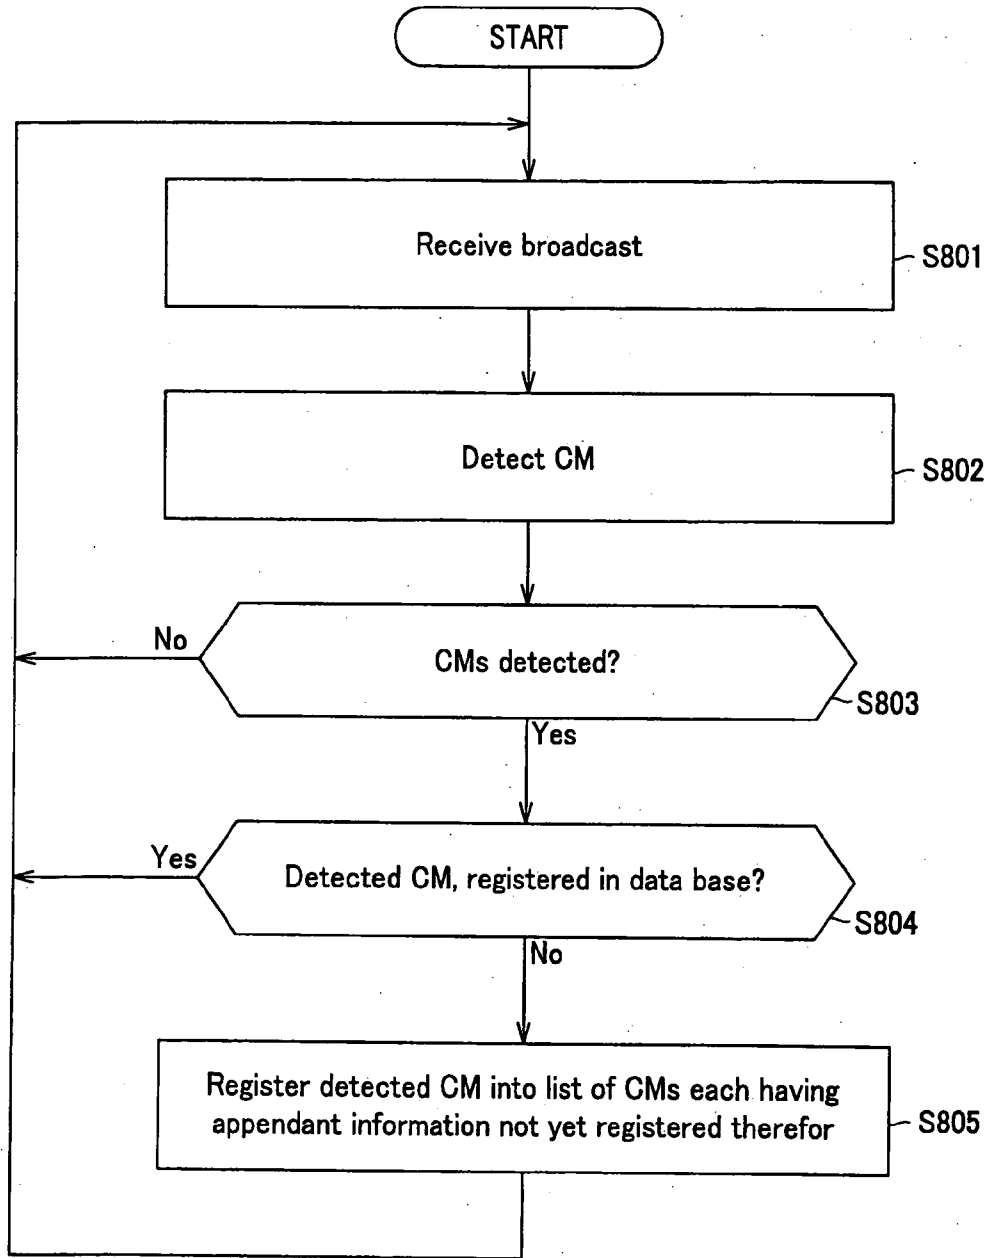 START
Receive broadcast
S801
Detect CM
S802
No
CMs detected?
S803
Yes
Yes
Detected CM, registered in data base?
S804
No
Register detected CM into list of CMs each having
appendant information not yet registered therefor
S805